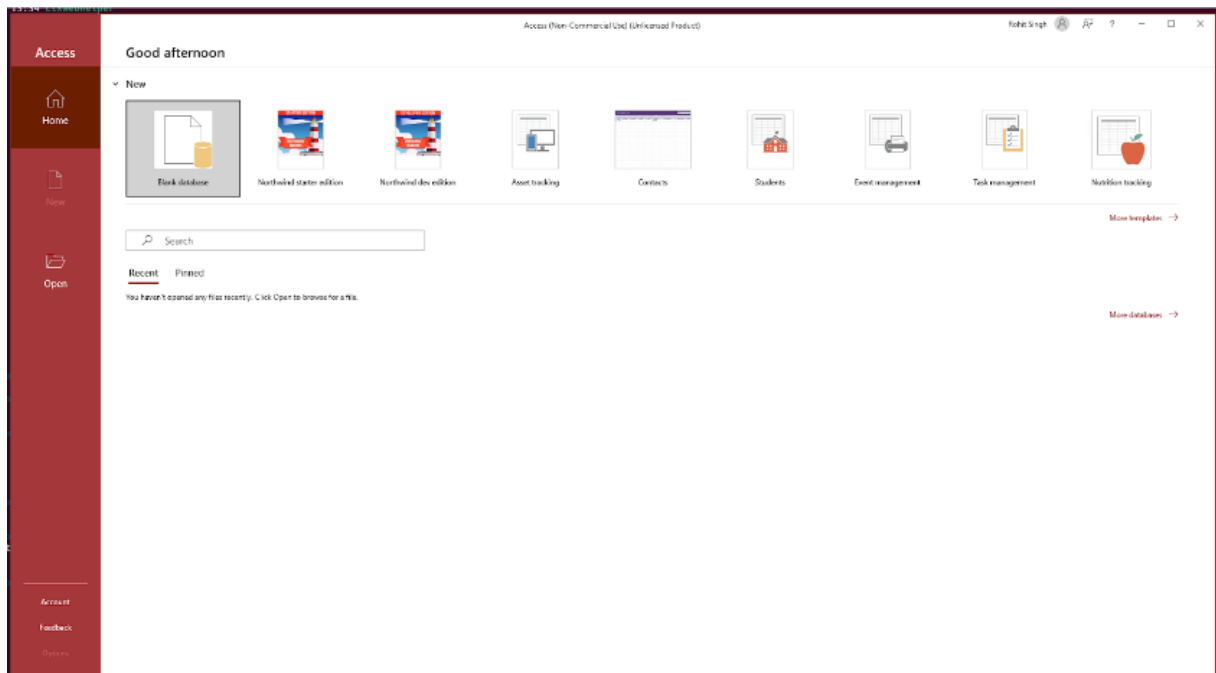 Access (Non-Commercial Use) (Unlicensed Product)
Rohit Singh
?
Access
Good afternoon
New
Home
New
Open
Blank database
Northwind starter edition
Northwind dev edition
Asset tracking
Contacts
Students
Event management
Task management
Nutrition tracking
More templates
Search
Recent Pinned
You haven't opened any files recently. Click Open to browse for a file.
More databases
Account
Feedback
Options